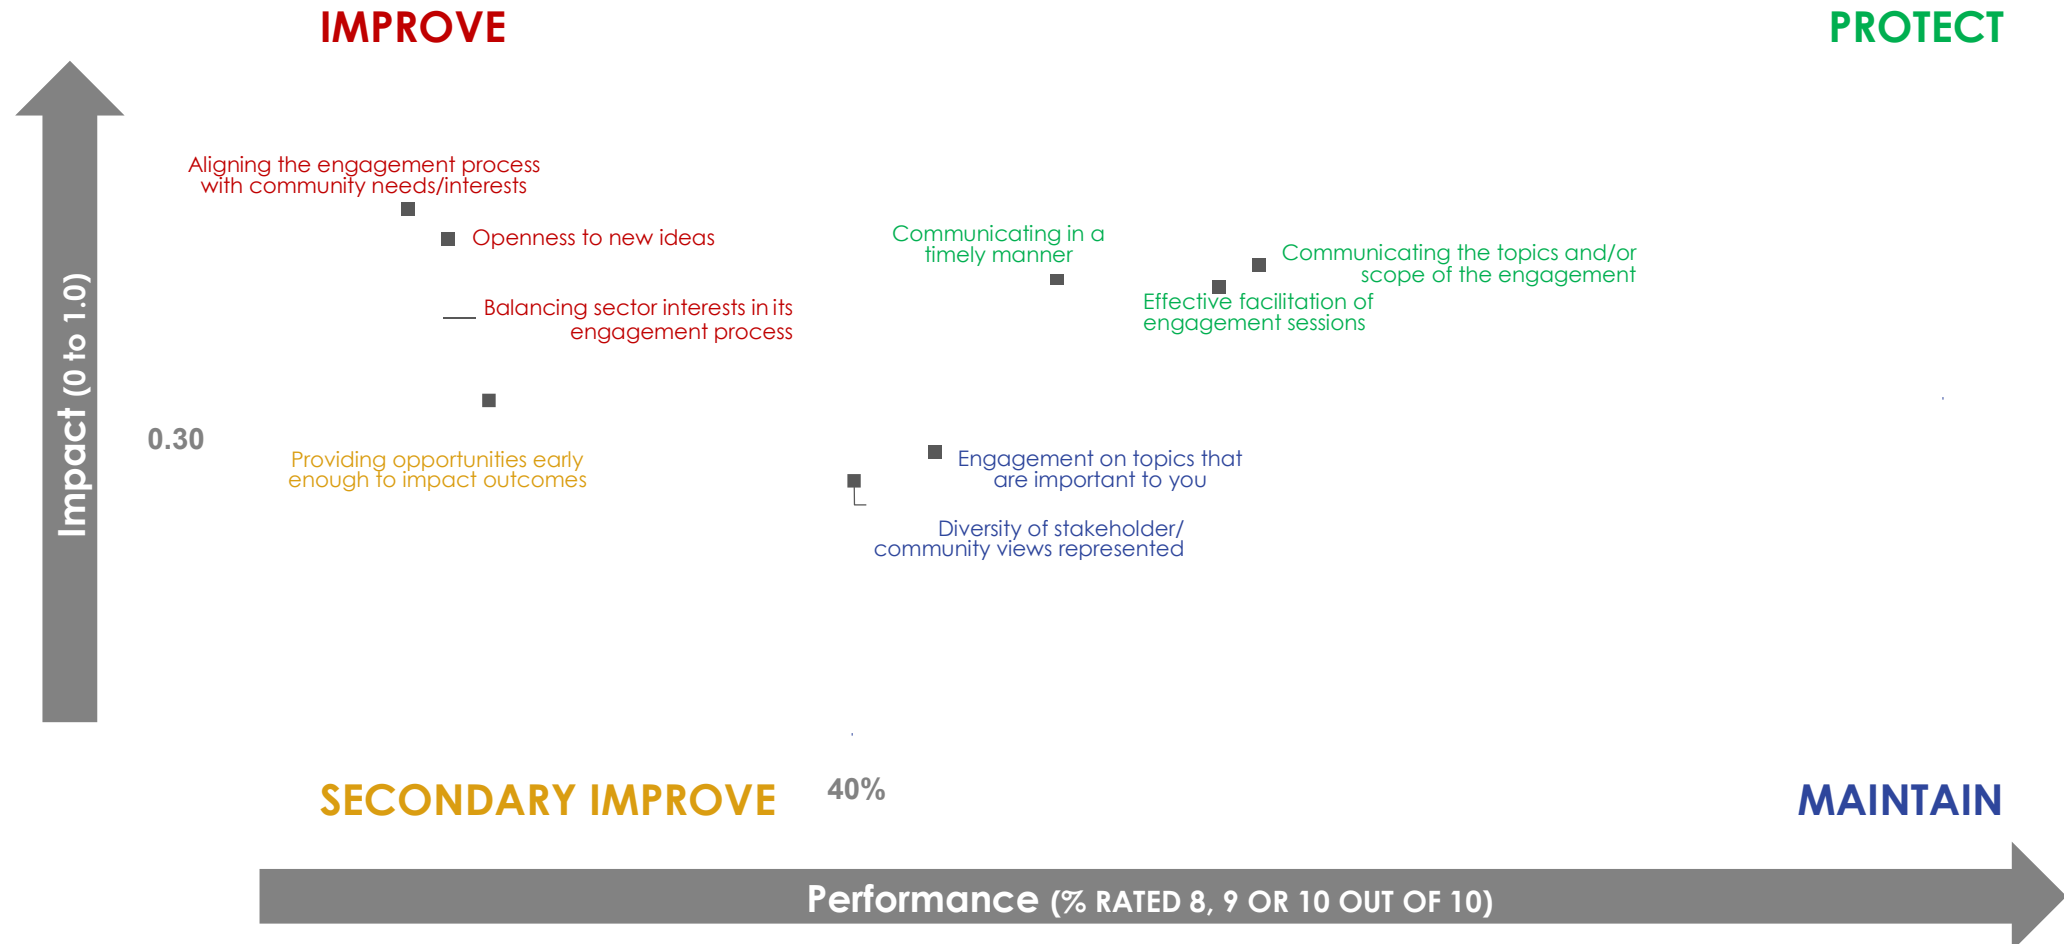 IMPROVE
PROTECT
Aligning the engagement process
with community needs/interests
Openness to new ideas
Communicating in a
timely manner
Communicating the topics and/or
scope of the engagement
Effective facilitation of
engagement sessions
Balancing sector interests in its
engagement process
Impact (0 to 1.0)
0.30
Providing opportunities early
enough to impact outcomes
Engagement on topics that
are important to you
Diversity of stakeholder/
community views represented
SECONDARY IMPROVE
40%
MAINTAIN
Performance (% RATED 8, 9 OR 10 OUT OF 10)